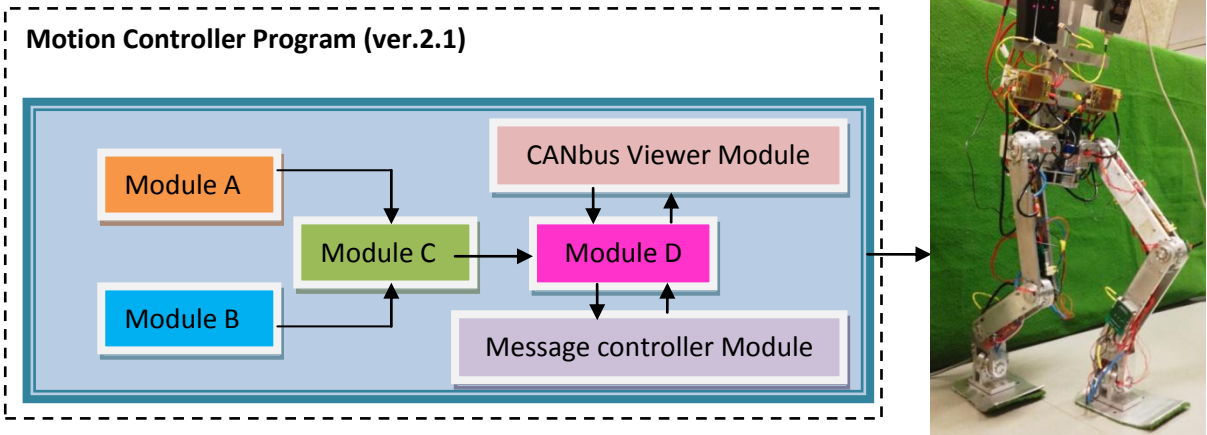 Motion Controller Program (ver.2.1)
Module A
CANbus Viewer Module
Module C
Module D
Module B
Message controller Module